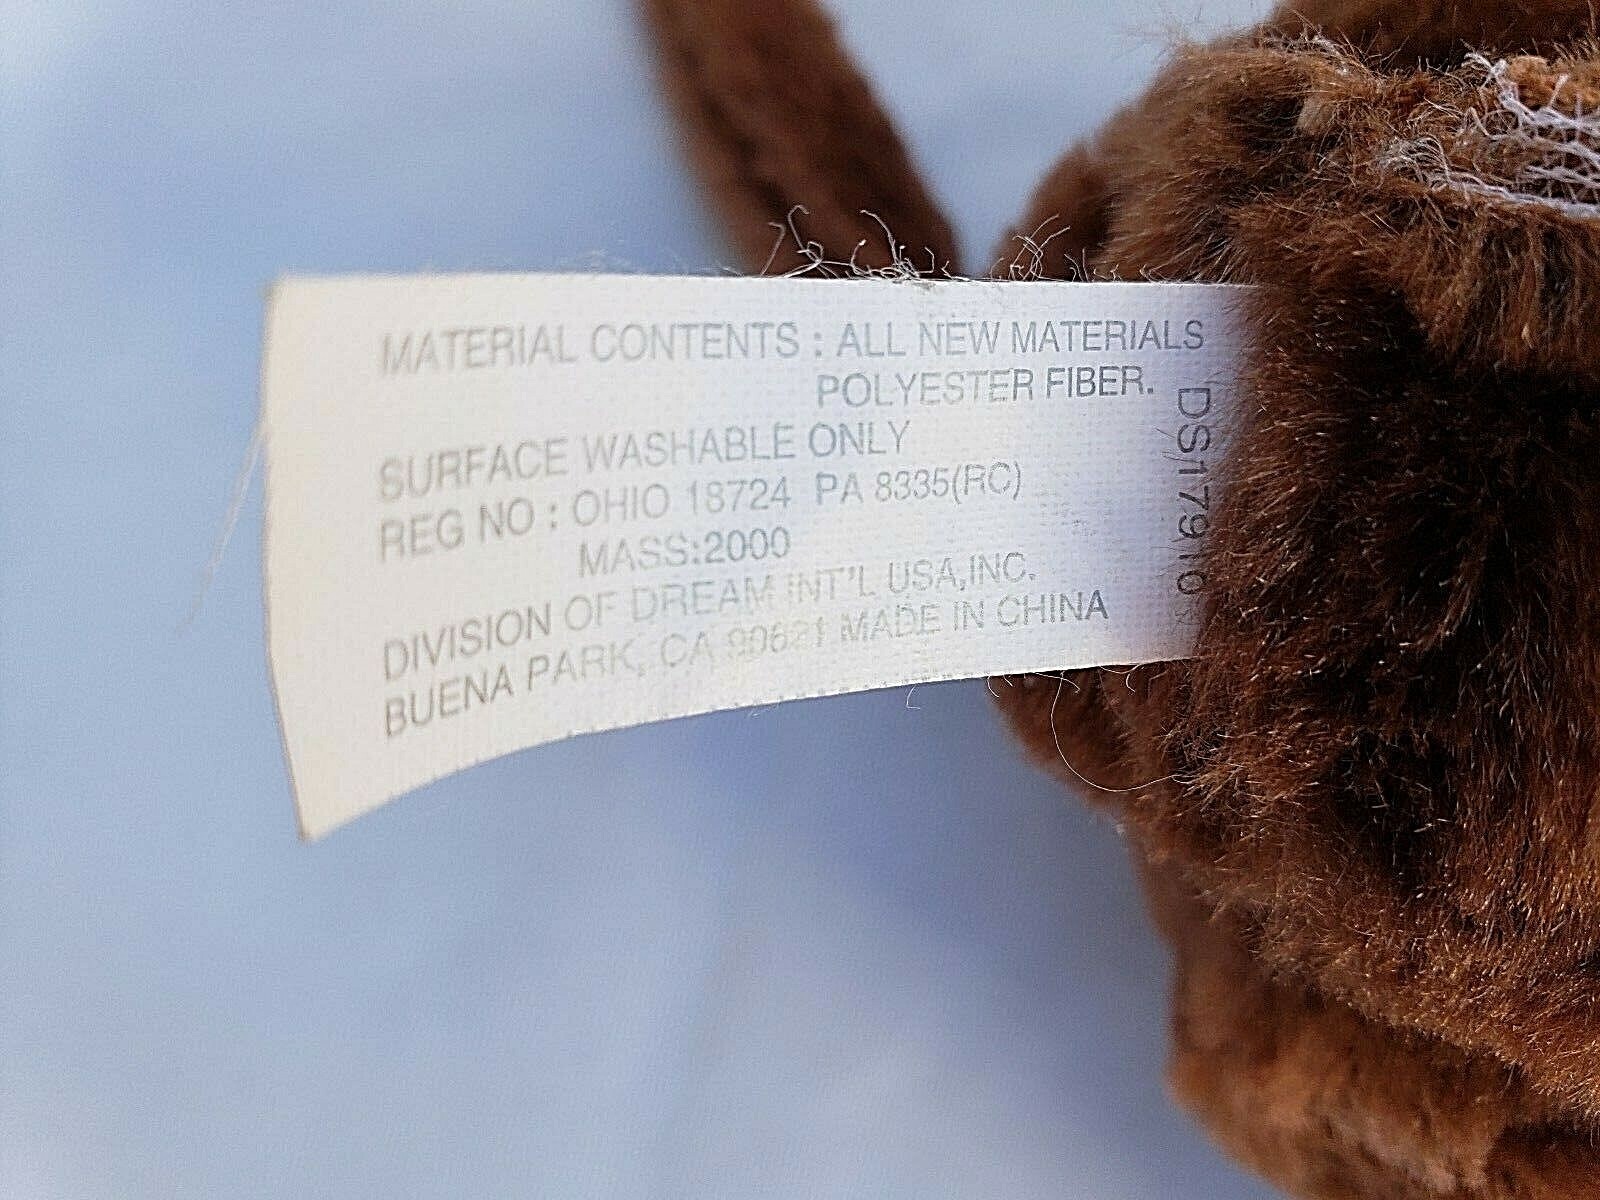 MATERIAL CONTENTS : ALL NEW MATERIALS
POLYESTER FIBER.
SURFACE WASHABLE ONLY
REG NO : OHIO 18724 PA 8335(RC)
MASS:2000
DIVISION OF DREAM INT'L USA,INC.
BUENA PARK, CA 90621 MADE IN CHINA
DS17910